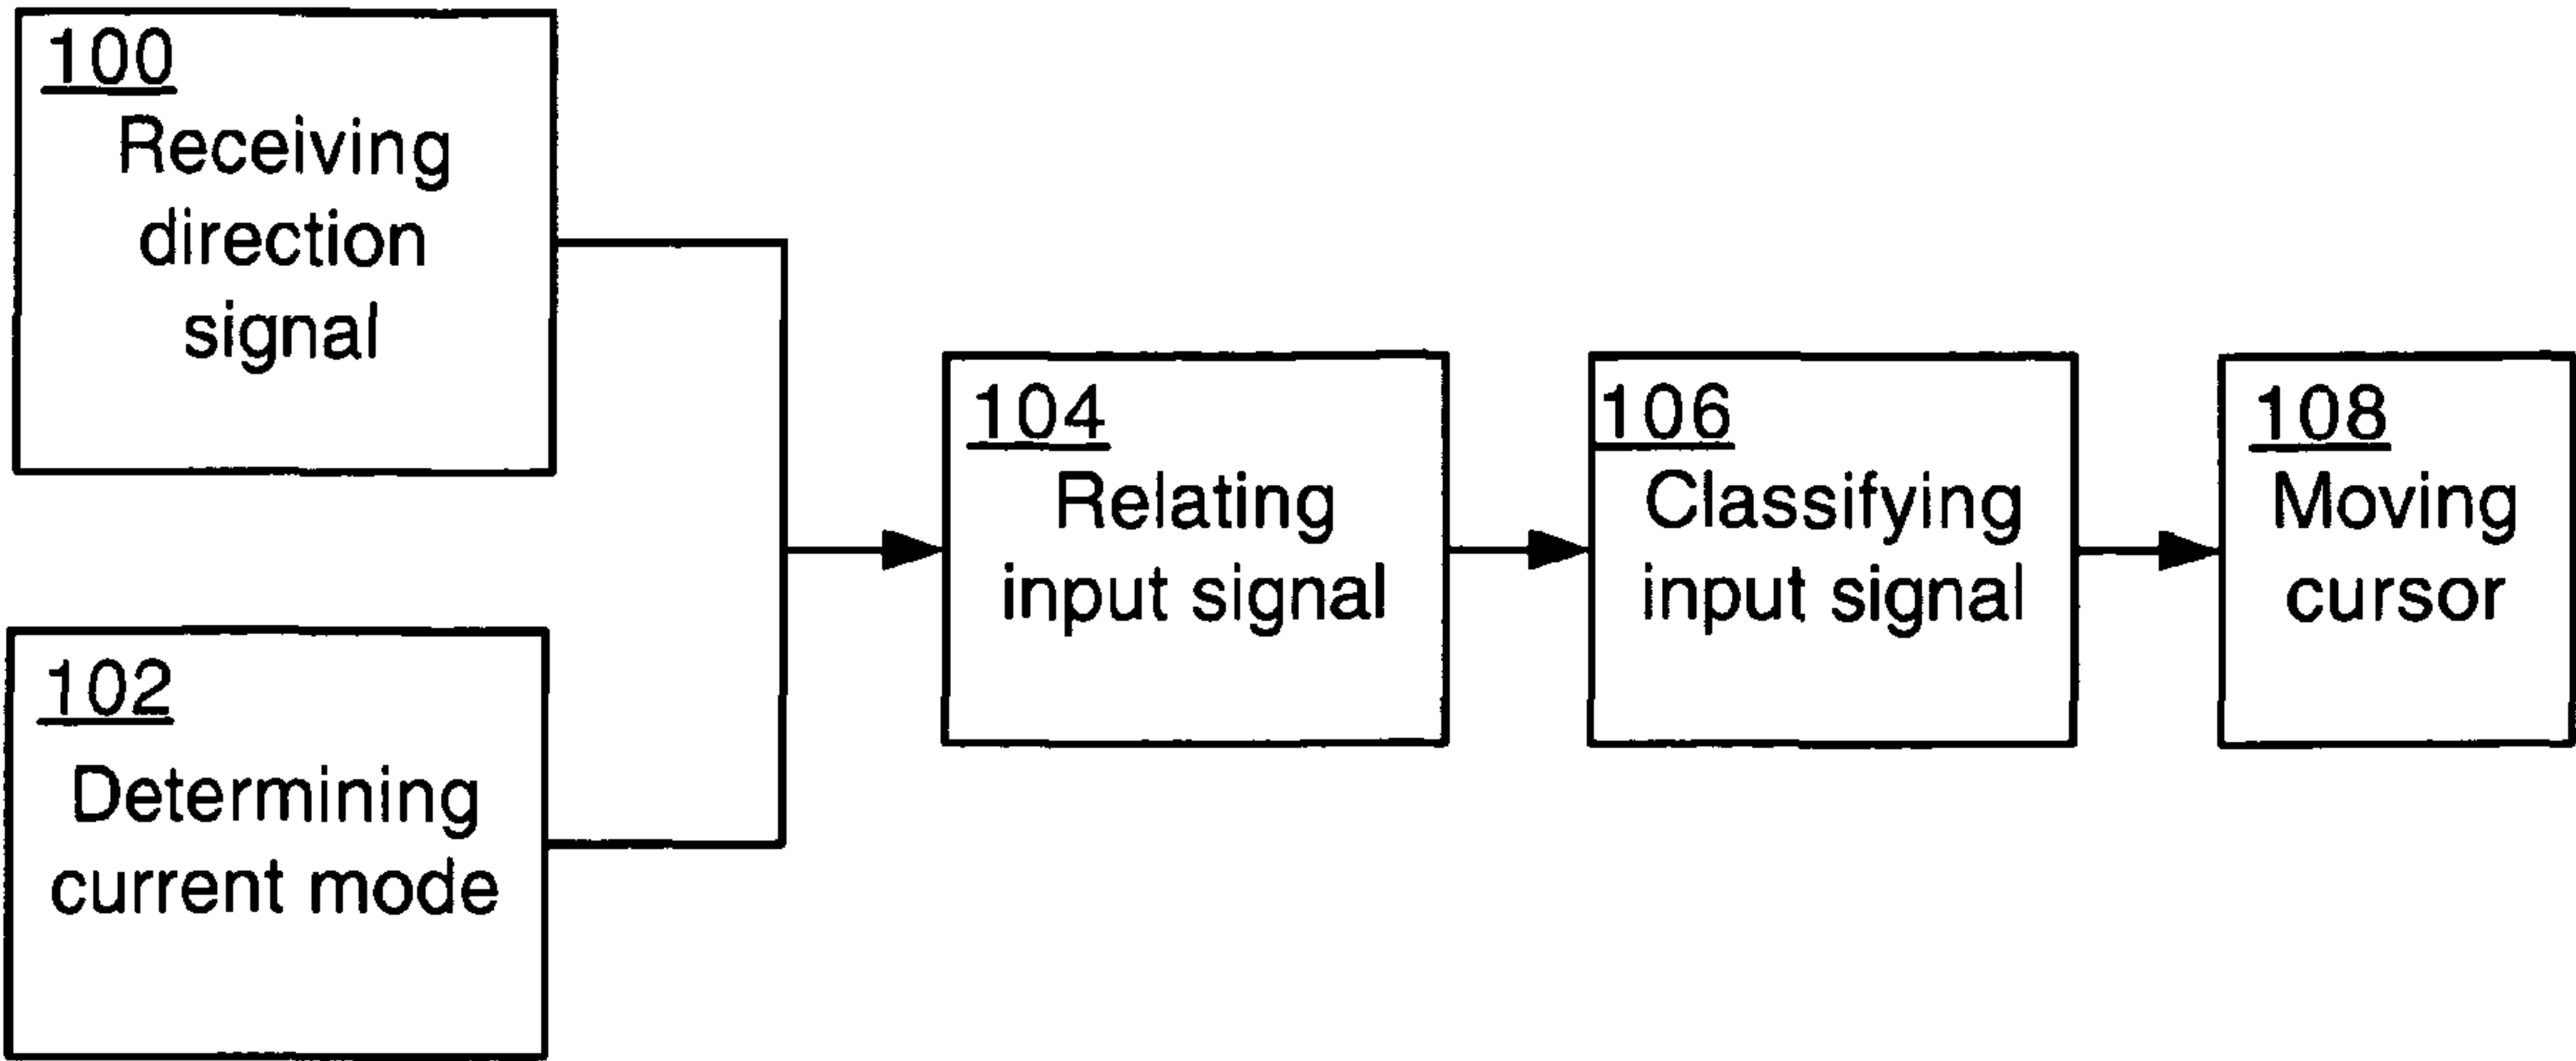 100
Receiving
direction
signal
102
Determining
current mode
104
Relating
input signal
106
Classifying
input signal
108
Moving
cursor